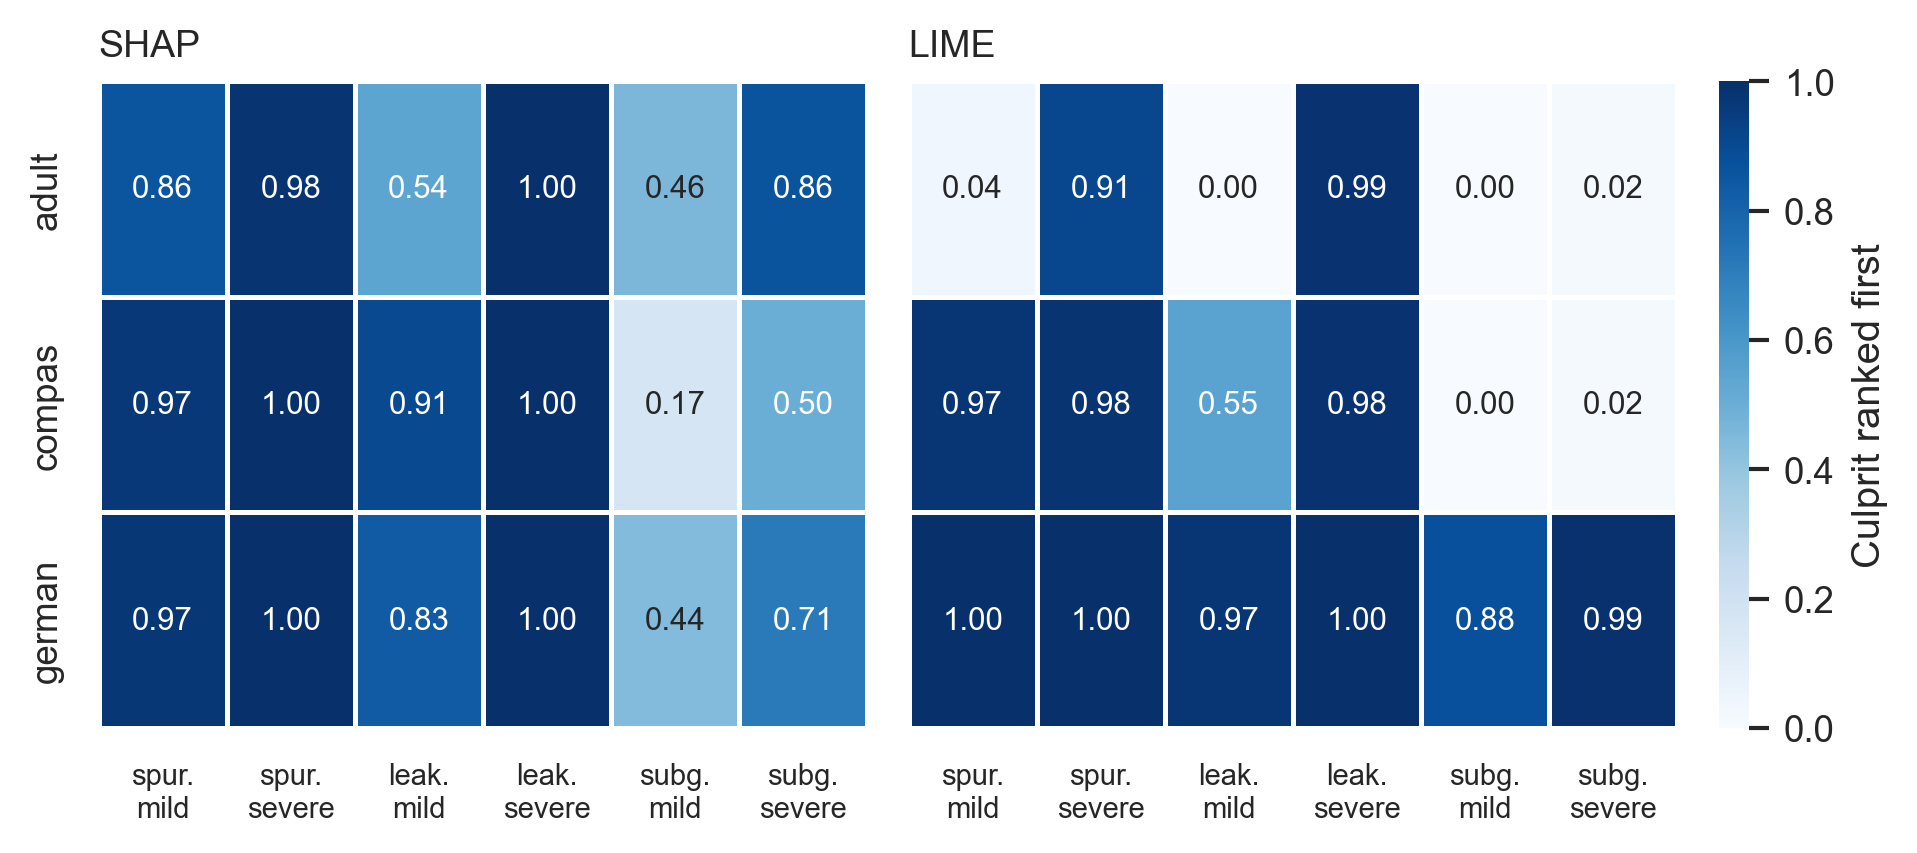 SHAP
LIME
adult
0.86 0.98 0.54 1.00 0.46 0.86
0.04 0.91 0.00 0.99 0.00 0.02
compas
0.97 1.00 0.91 1.00 0.17 0.50
0.97 0.98 0.55 0.98 0.00 0.02
german
0.97 1.00 0.83 1.00 0.44 0.71
1.00 1.00 0.97 1.00 0.88 0.99
spur. spur. leak. leak. subg. subg.
mild severe mild severe mild severe
spur. spur. leak. leak. subg. subg.
mild severe mild severe mild severe
1.0
0.8
0.6
0.4
0.2
0.0
Culprit ranked first